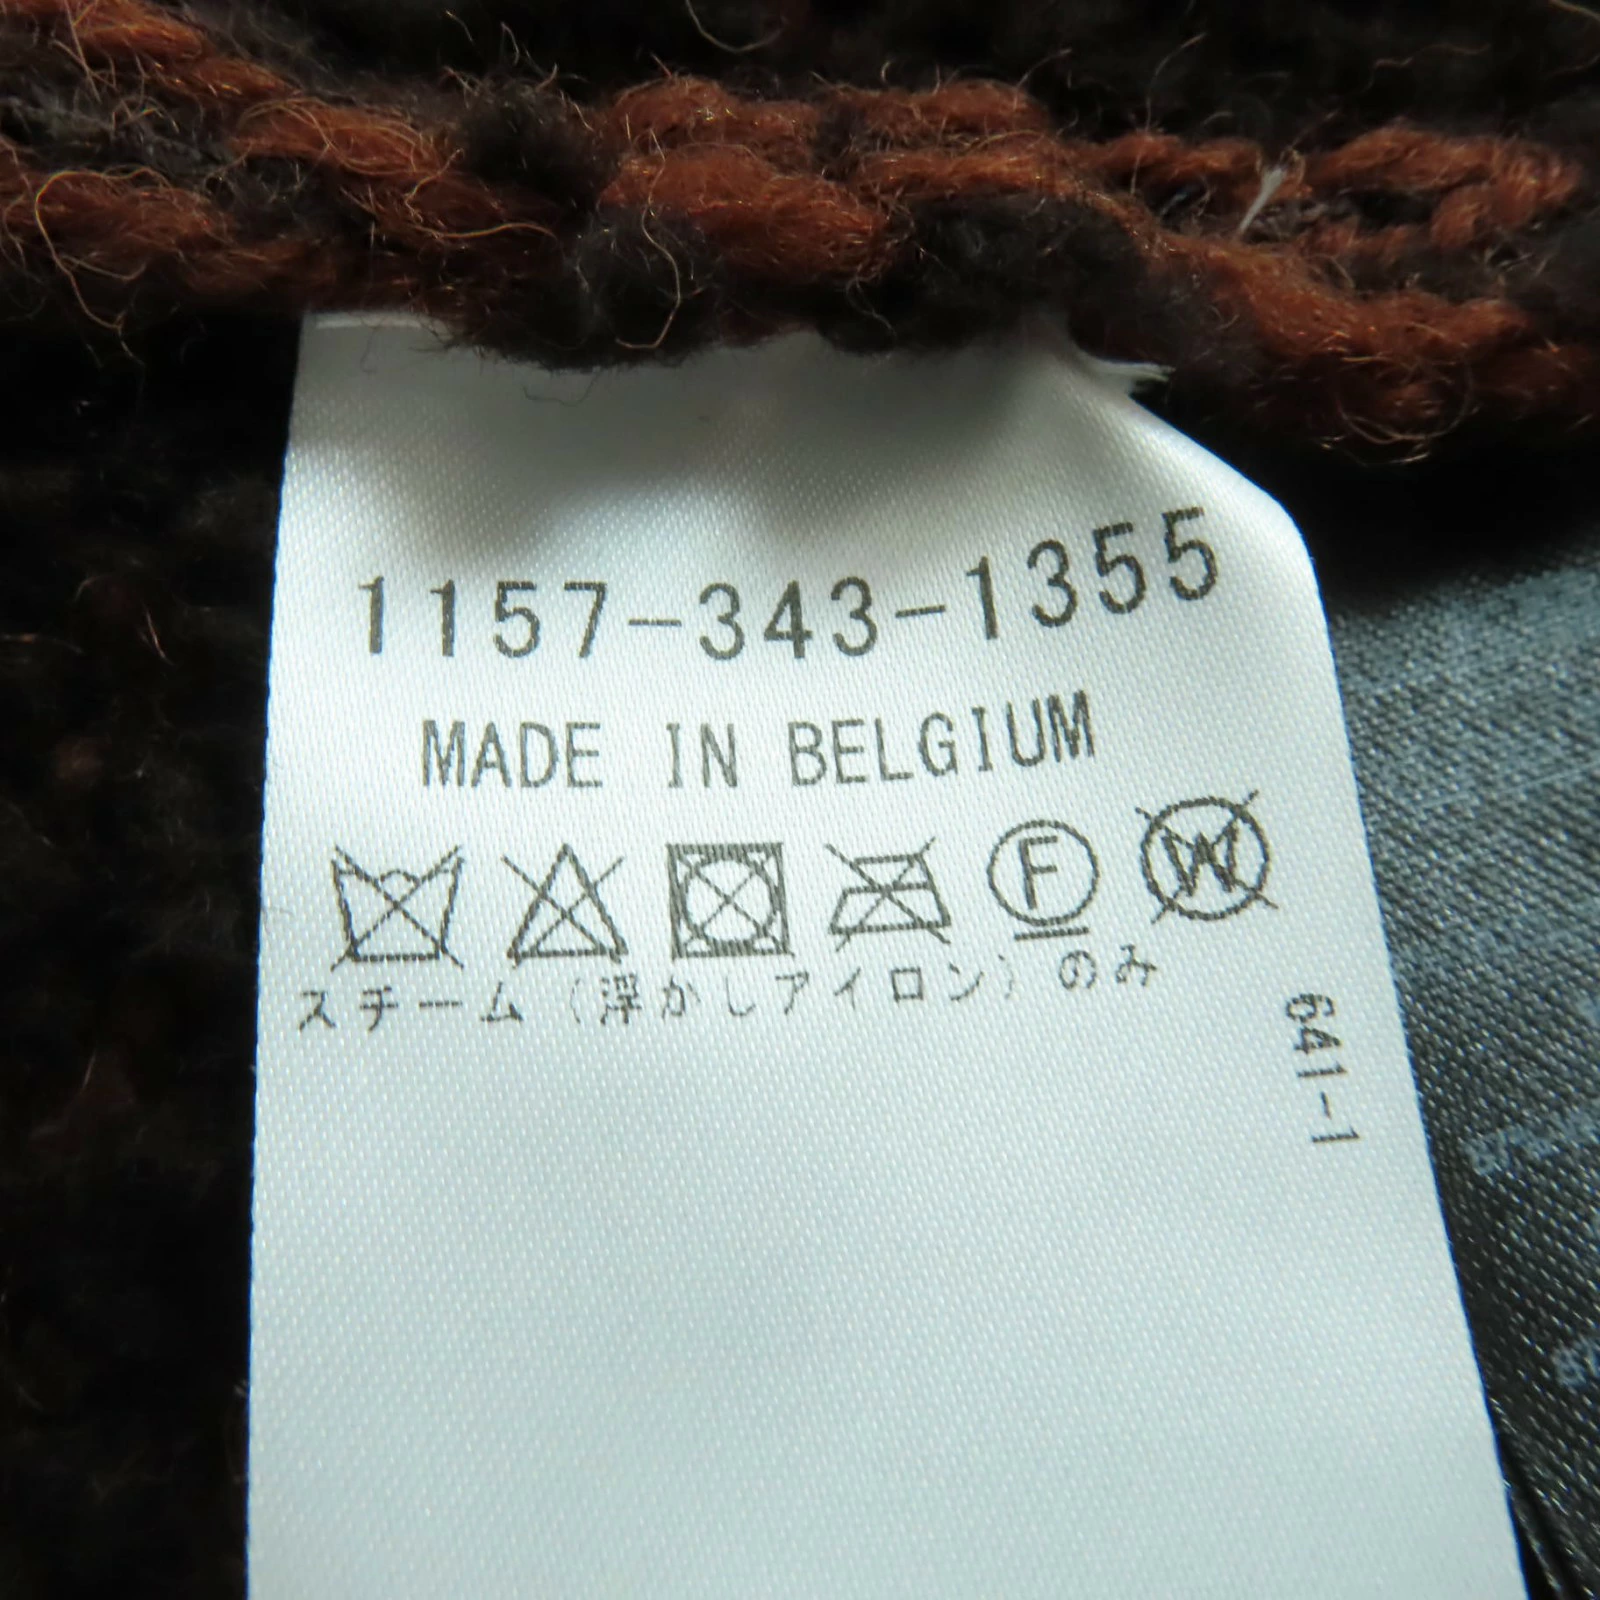 1157-343-1355
MADE IN BELGIUM
F W
スチーム（浮かしアイロン）のみ
641-1